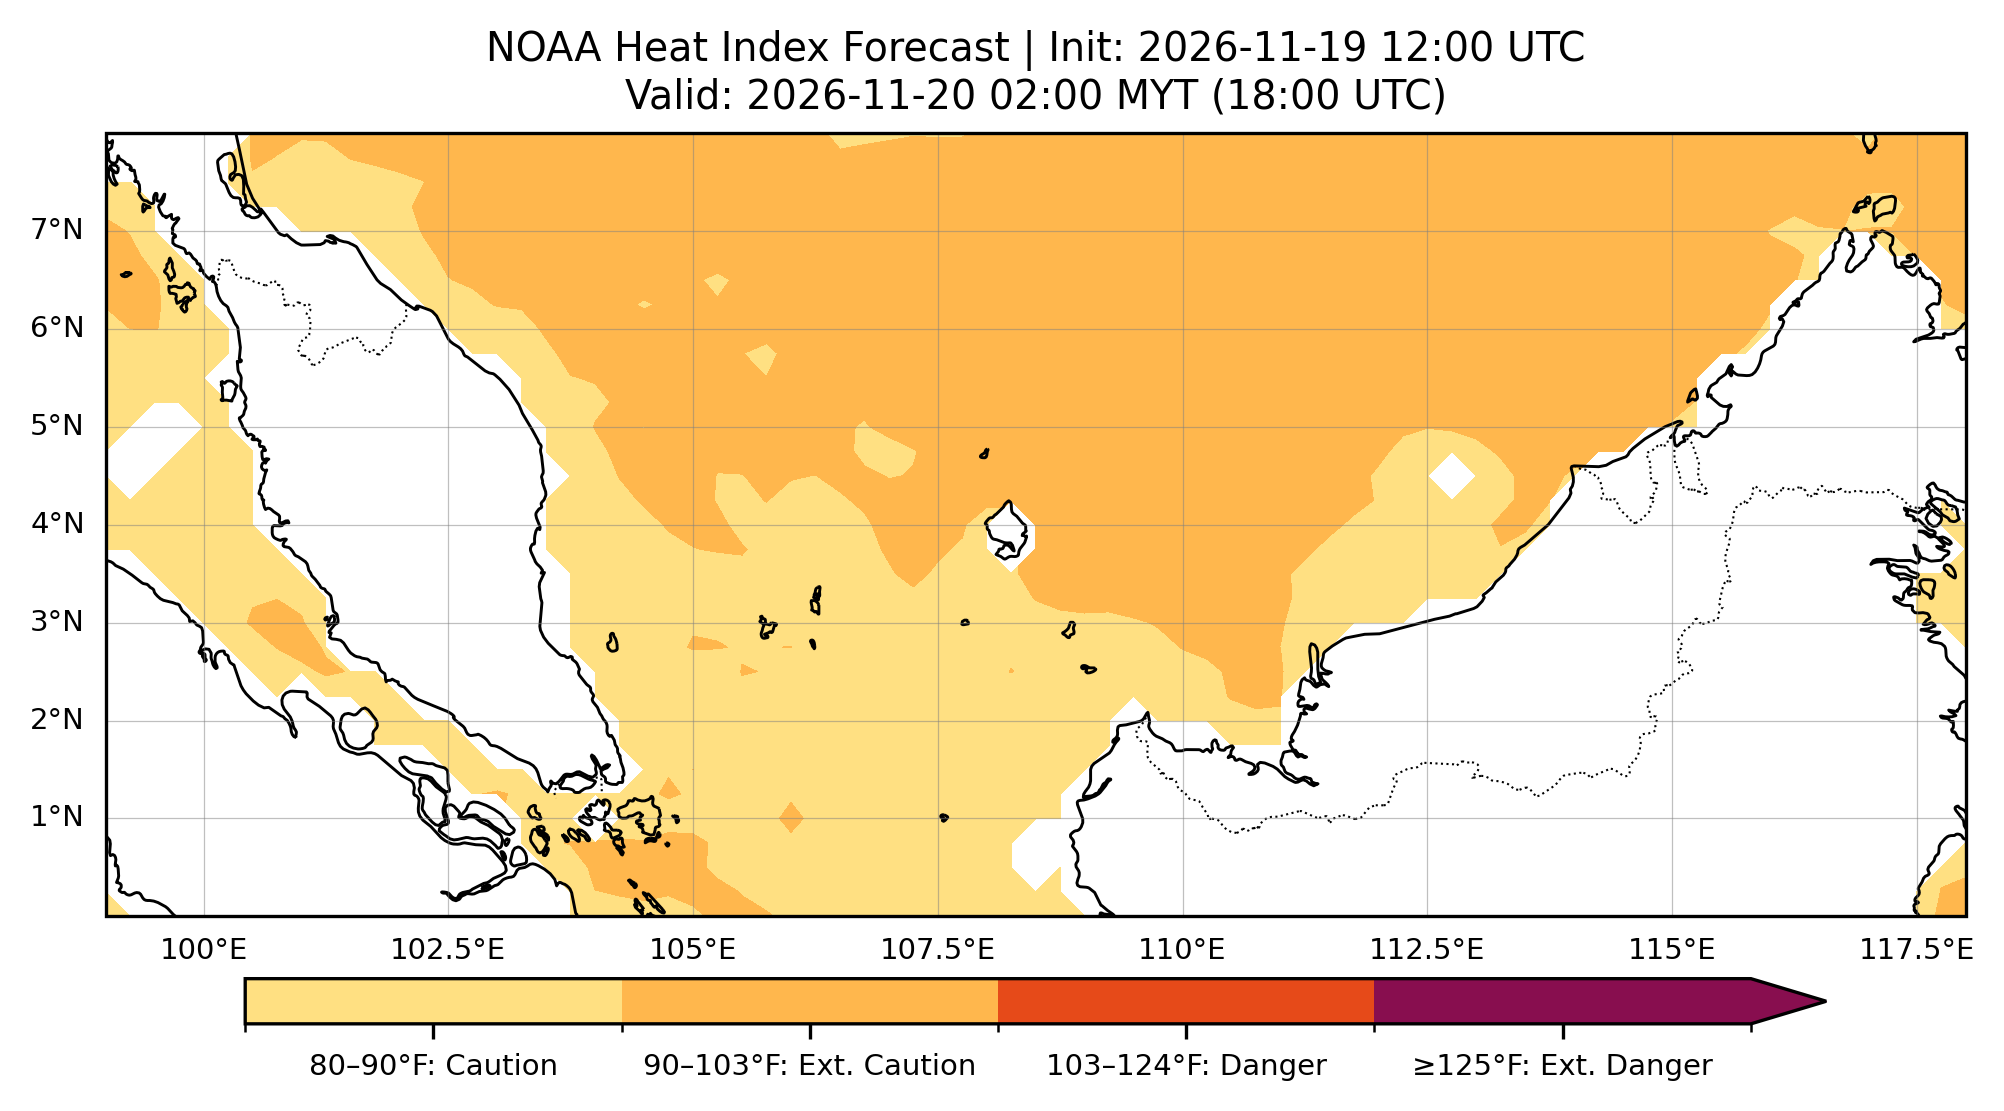 NOAA Heat Index Forecast | Init: 2026-11-19 12:00 UTC
Valid: 2026-11-20 02:00 MYT (18:00 UTC)
7°N
6°N
5°N
4°N
3°N
2°N
1°N
100°E 102.5°E 105°E 107.5°E 110°E 112.5°E 115°E 117.5°E
80–90°F: Caution 90–103°F: Ext. Caution 103–124°F: Danger ≥125°F: Ext. Danger